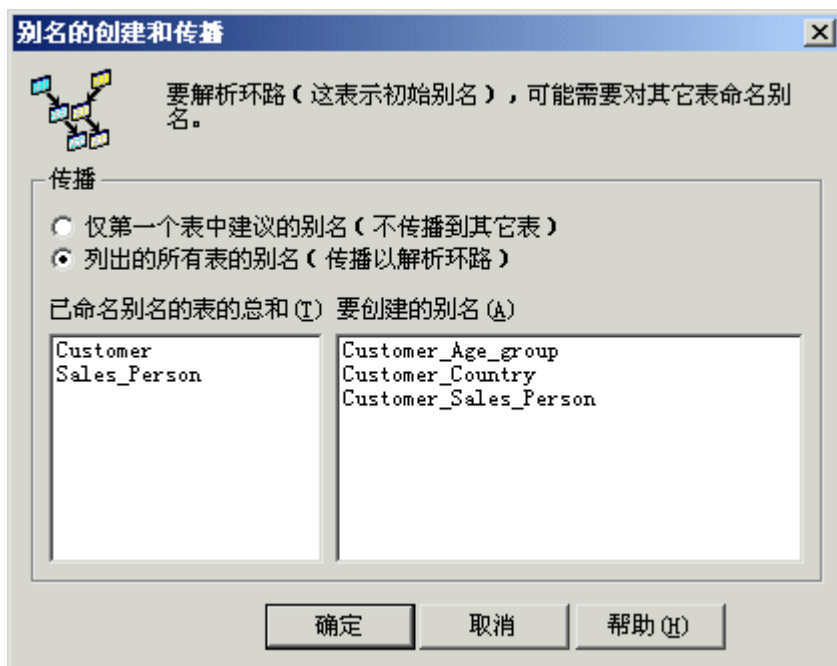 别名的创建和传播
要解析环路(这表示初始别名),可能需要对其它表命名别
名。
传播
仅第一个表中建议的别名(不传播到其它表)
列出的所有表的别名(传播以解析环路)
已命名别名的表的总和(T) 要创建的别名(A)
Customer
Sales_Person
Customer_Age_group
Customer_Country
Customer_Sales_Person
确定 取消 帮助(H)